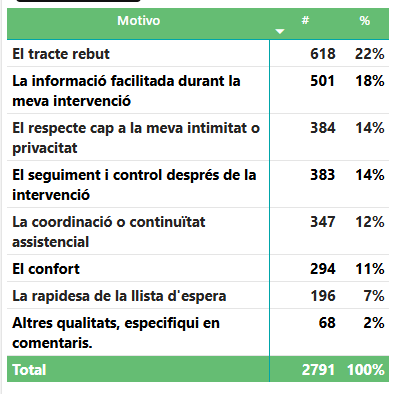 Motivo # %
El tracte rebut 618 22%
La informació facilitada durant la 501 18%
meva intervenció
El respecte cap a la meva intimitat o 384 14%
privacitat
El seguiment i control després de la 383 14%
intervenció
La coordinació o continuïtat 347 12%
assistencial
El confort 294 11%
La rapidesa de la llista d'espera 196 7%
Altres qualitats, especifiqui en 68 2%
comentaris.
Total 2791 100%